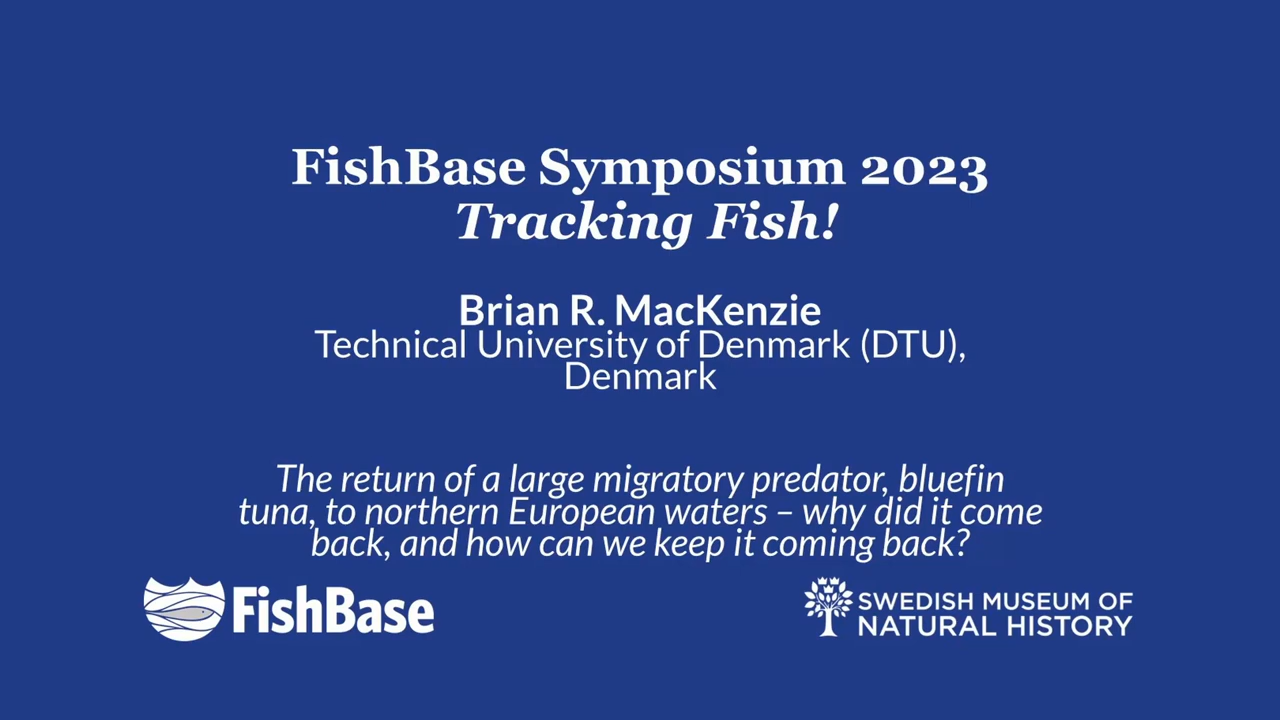 FishBase Symposium 2023
Tracking Fish!
Brian R. MacKenzie
Technical University of Denmark (DTU),
Denmark
The return of a large migratory predator, bluefin
tuna, to northern European waters – why did it come
back, and how can we keep it coming back?
FishBase
SWEDISH MUSEUM OF
NATURAL HISTORY